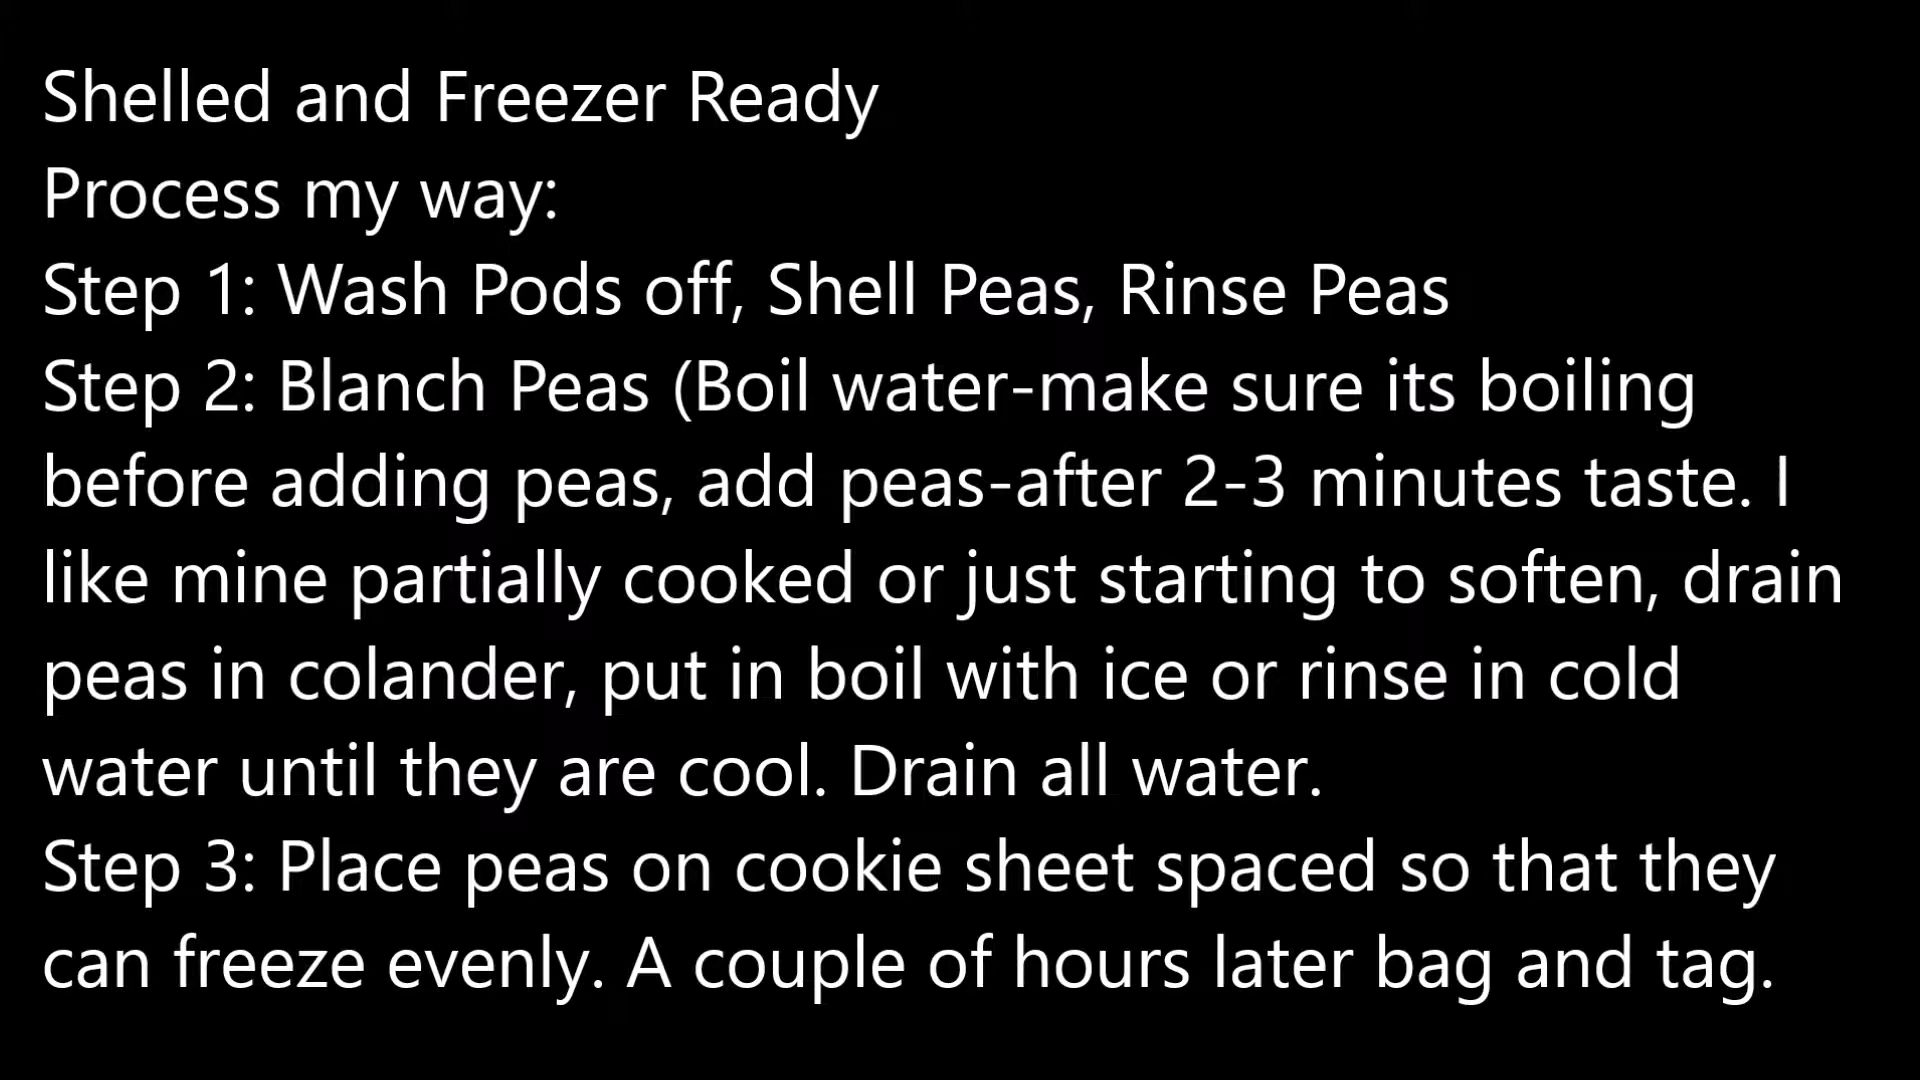 Shelled and Freezer Ready
Process my way:
Step 1: Wash Pods off, Shell Peas, Rinse Peas
Step 2: Blanch Peas (Boil water-make sure its boiling
before adding peas, add peas-after 2-3 minutes taste. I
like mine partially cooked or just starting to soften, drain
peas in colander, put in boil with ice or rinse in cold
water until they are cool. Drain all water.
Step 3: Place peas on cookie sheet spaced so that they
can freeze evenly. A couple of hours later bag and tag.